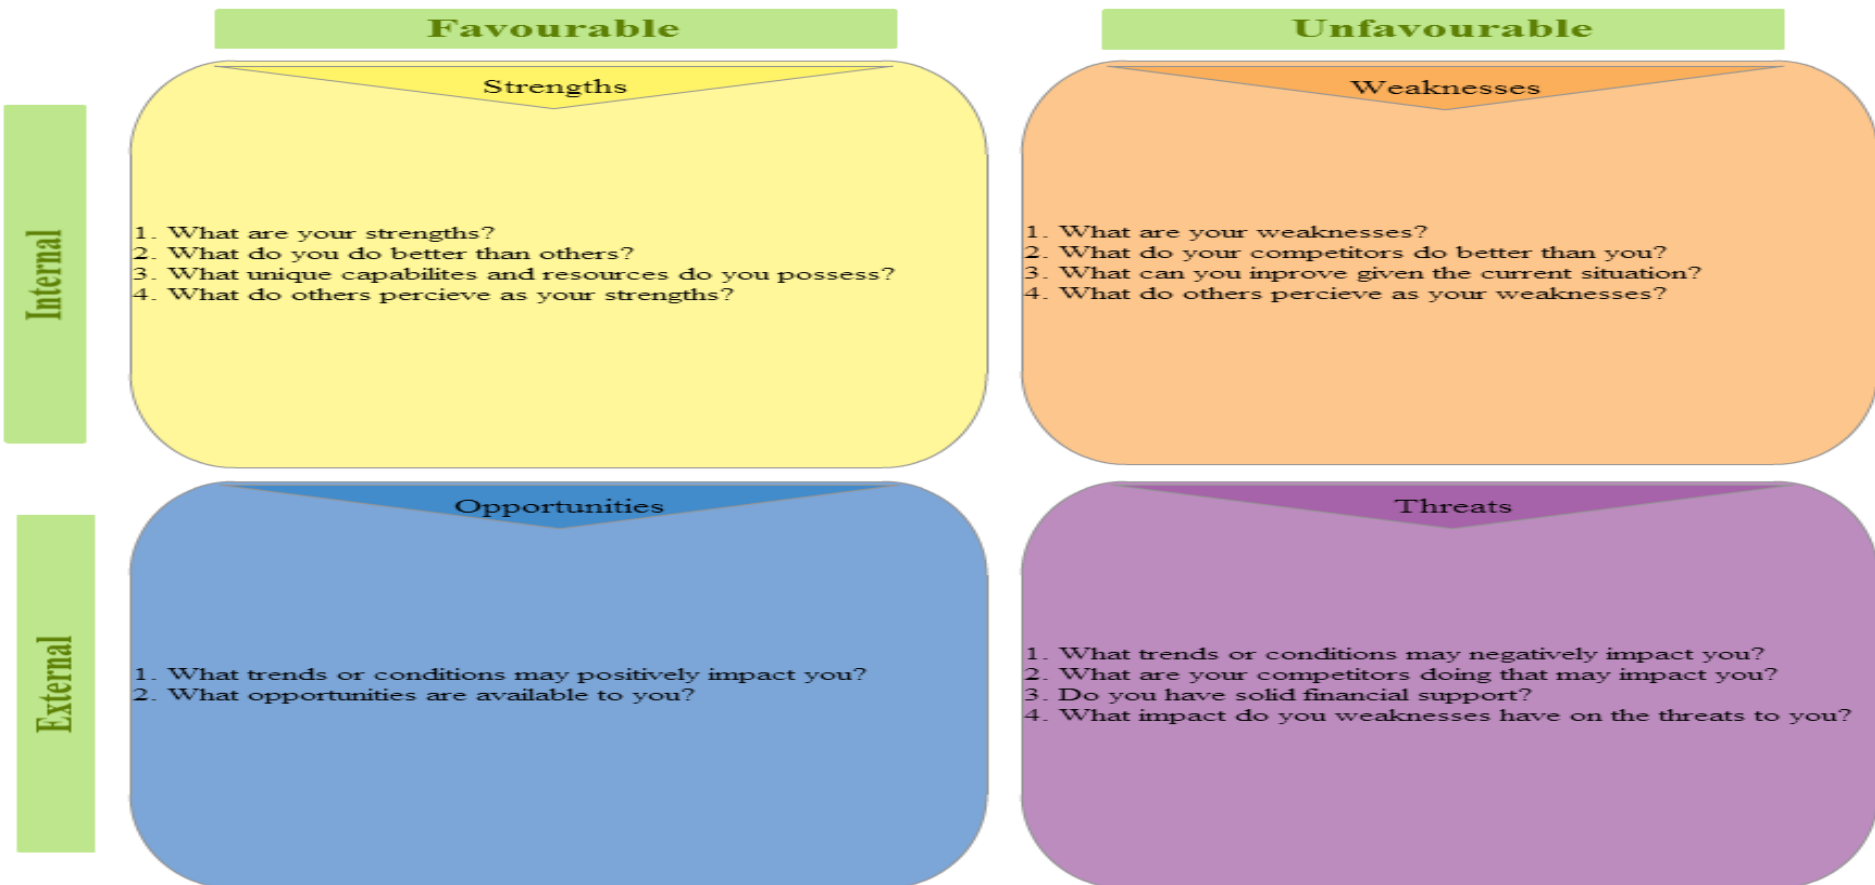 Favourable
Unfavourable
Internal
Strengths
1. What are your strengths?
2. What do you do better than others?
3. What unique capabilites and resources do you possess?
4. What do others percieve as your strengths?
Weaknesses
1. What are your weaknesses?
2. What do your competitors do better than you?
3. What can you inprove given the current situation?
4. What do others percieve as your weaknesses?
External
Opportunities
1. What trends or conditions may positively impact you?
2. What opportunities are available to you?
Threats
1. What trends or conditions may negatively impact you?
2. What are your competitors doing that may impact you?
3. Do you have solid financial support?
4. What impact do you weaknesses have on the threats to you?